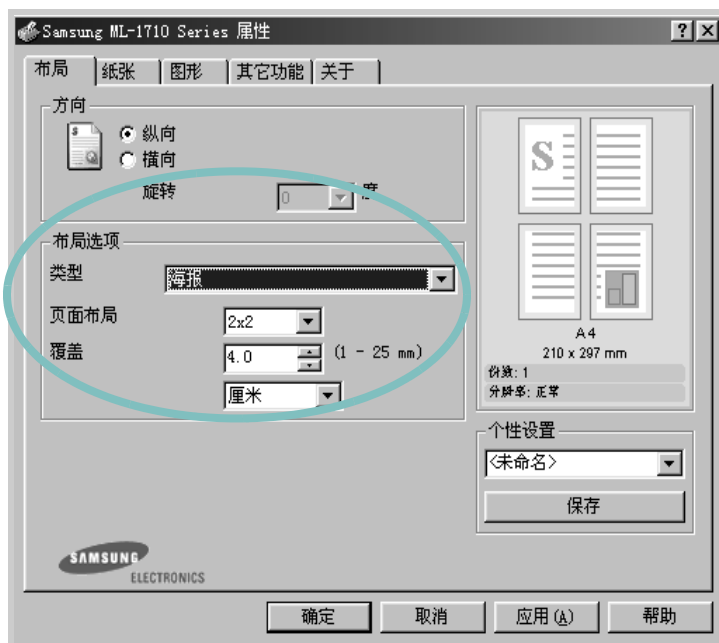 Samsung ML-1710 Series 属性
布局 纸张 图形 其它功能 关于
方向
纵向
横向
旋转 0 度
布局选项
类型 海报
页面布局 2x2
覆盖 4.0 (1 - 25 mm)
厘米
S
A4
210 x 297 mm
份数: 1
分辨率: 正常
个性设置
<未命名>
保存
SAMSUNG
ELECTRONICS
确定 取消 应用(A) 帮助